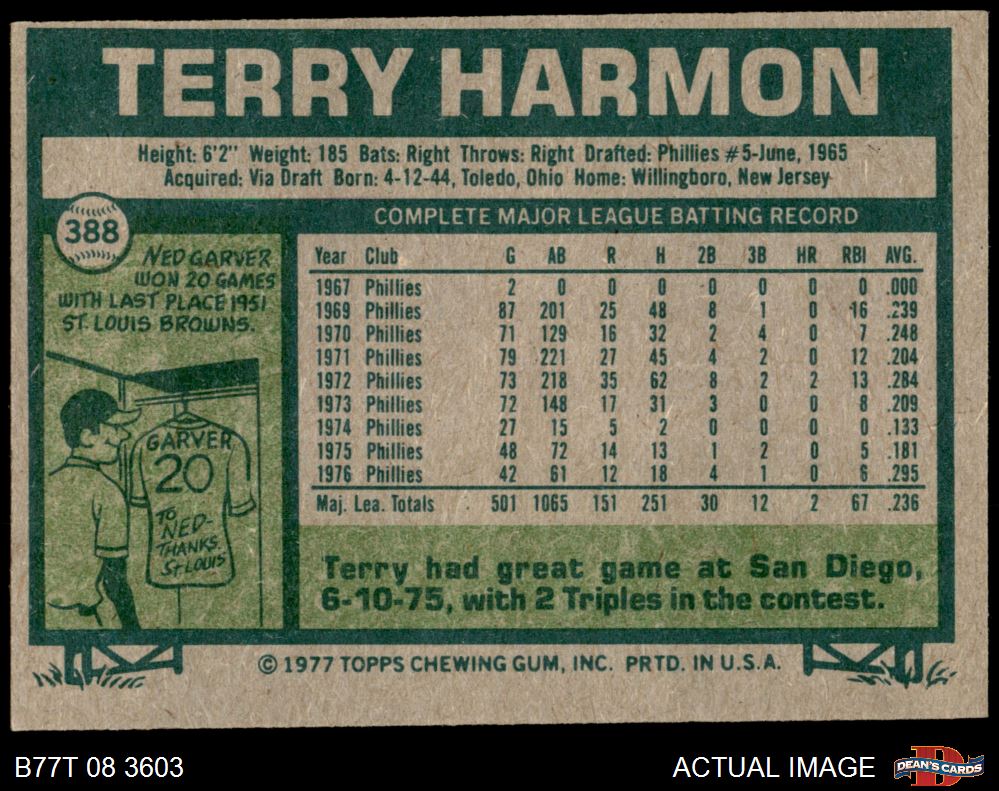 TERRY HARMON
Height: 6'2" Weight: 185 Bats: Right Throws: Right Drafted: Phillies #5-June, 1965
Acquired: Via Draft Born: 4-12-44, Toledo, Ohio Home: Willingboro, New Jersey
388
NED GARVER
WON 20 GAMES
WITH LAST PLACE 1951
ST. LOUIS BROWNS.
GARVER
20
TO
NED-
THANKS.
ST. LOUIS
COMPLETE MAJOR LEAGUE BATTING RECORD
Year Club G AB R H 2B 3B HR RBI AVG.
1967 Phillies 2 0 0 0 0 0 0 0 .000
1969 Phillies 87 201 25 48 8 1 0 16 .239
1970 Phillies 71 129 16 32 2 4 0 7 .248
1971 Phillies 79 221 27 45 4 2 0 12 .204
1972 Phillies 73 218 35 62 8 2 2 13 .284
1973 Phillies 72 148 17 31 3 0 0 8 .209
1974 Phillies 27 15 5 2 0 0 0 0 .133
1975 Phillies 48 72 14 13 1 2 0 5 .181
1976 Phillies 42 61 12 18 4 1 0 6 .295
Maj. Lea. Totals 501 1065 151 251 30 12 2 67 .236
Terry had great game at San Diego,
6-10-75, with 2 Triples in the contest.
© 1977 TOPPS CHEWING GUM, INC. PRTD. IN U.S.A.
B77T 08 3603
ACTUAL IMAGE
D
DEAN'S CARDS